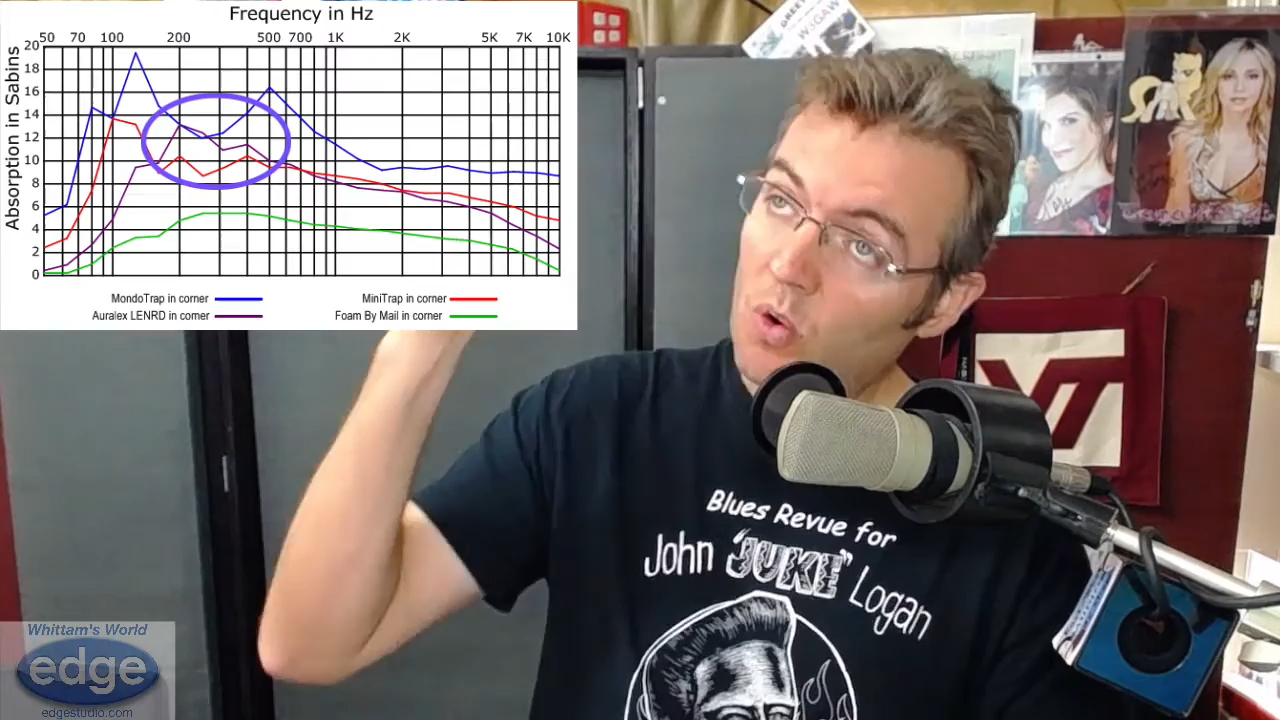 Frequency in Hz
50 70 100 200 500 700 1K 2K 5K 7K 10K
Absorption in Sabins
20
18
16
14
12
10
8
6
4
2
0
MondoTrap in corner
MiniTrap in corner
Auralex LENRD in corner
Foam By Mail in corner
Blues Revue for
John "JUKE" Logan
VT
Whittam's World
edge
edgestudio.com